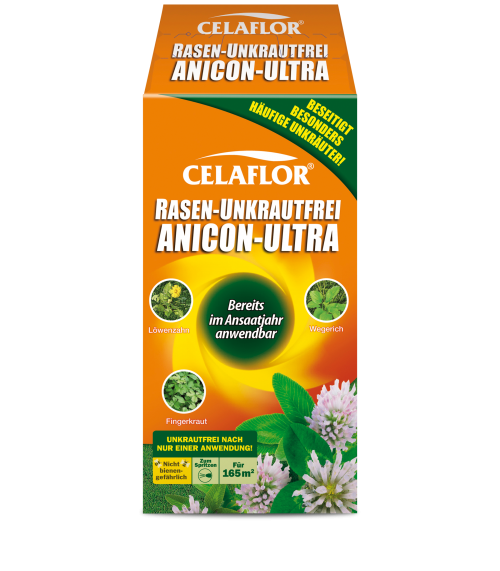 CELAFLOR®
RASEN-UNKRAUTFREI
ANICON-ULTRA
BESEITIGT
BESONDERS
HÄUFIGE UNKRÄUTER!
CELAFLOR®
RASEN-UNKRAUTFREI
ANICON-ULTRA
Bereits
im Ansaatjahr
anwendbar
Löwenzahn
Wegerich
Fingerkraut
UNKRAUTFREI NACH
NUR EINER ANWENDUNG!
Nicht
bienen-
gefährlich
Zum
Spritzen
Für
165m²